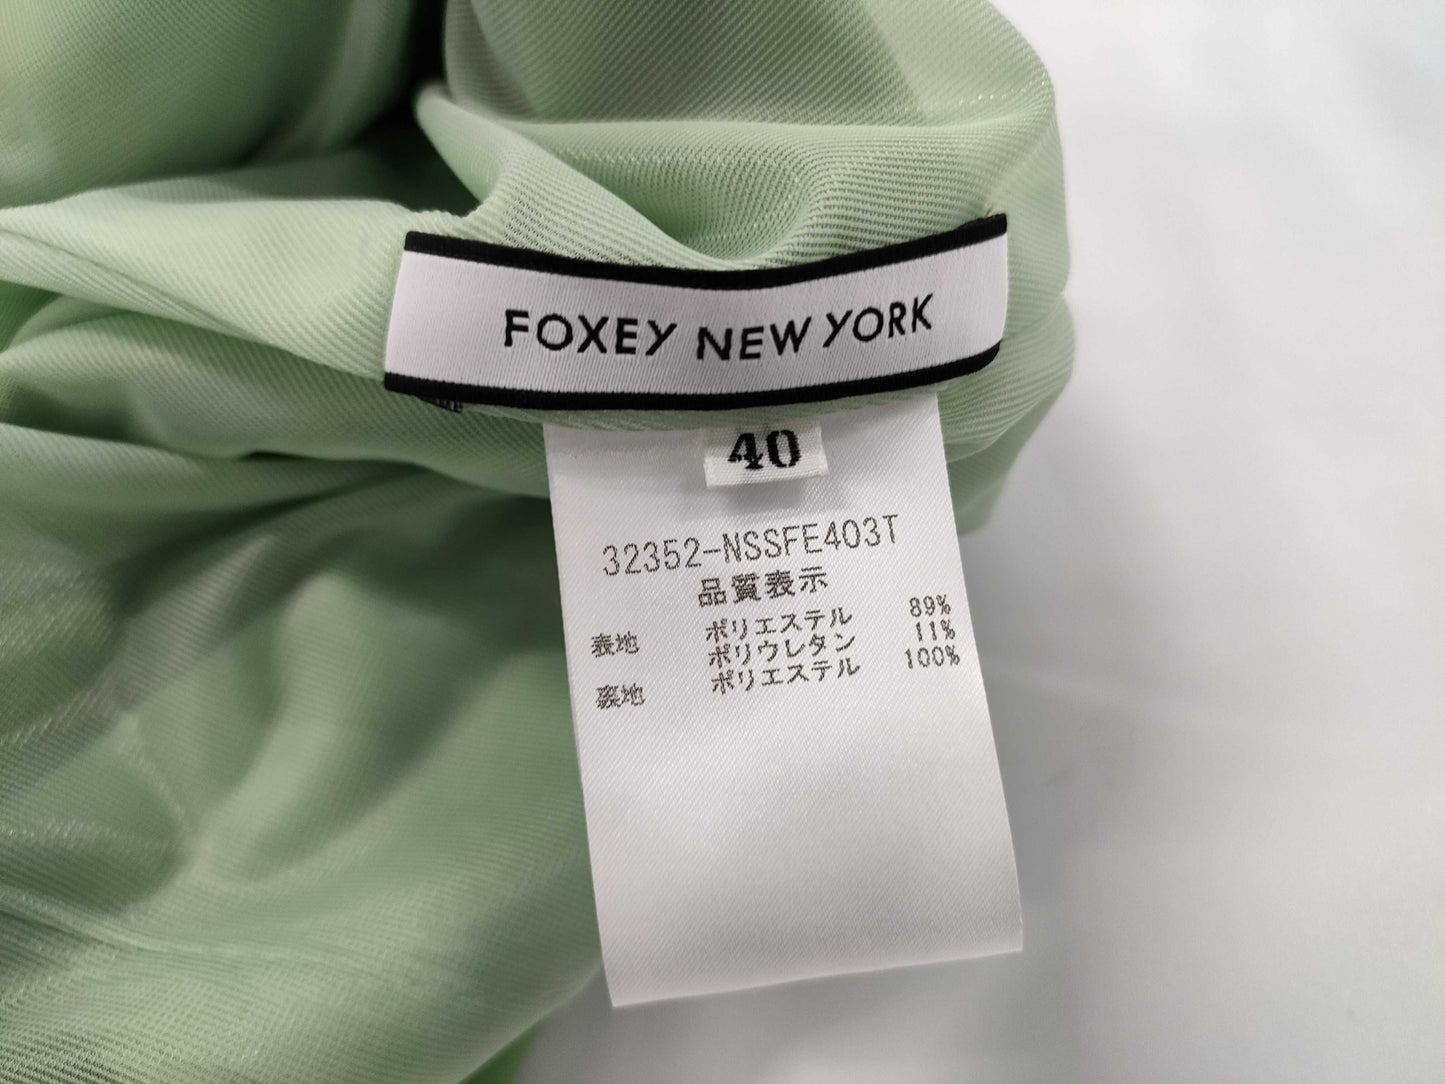 FOXEY NEW YORK
40
32352-NSSFE403T
品質表示
表地 ポリエステル 89%
ポリウレタン 11%
裏地 ポリエステル 100%